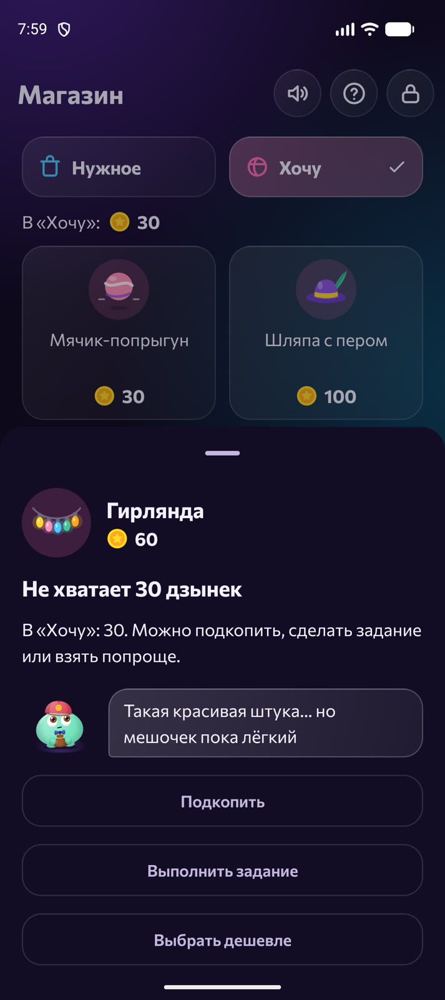 7:59
Магазин
Нужное
Хочу
В «Хочу»: 30
Мячик-попрыгун
Шляпа с пером
30
100
Гирлянда
60
Не хватает 30 дзынек
В «Хочу»: 30. Можно подкопить, сделать задание
или взять попроще.
Такая красивая штука... но
мешочек пока лёгкий
Подкопить
Выполнить задание
Выбрать дешевле